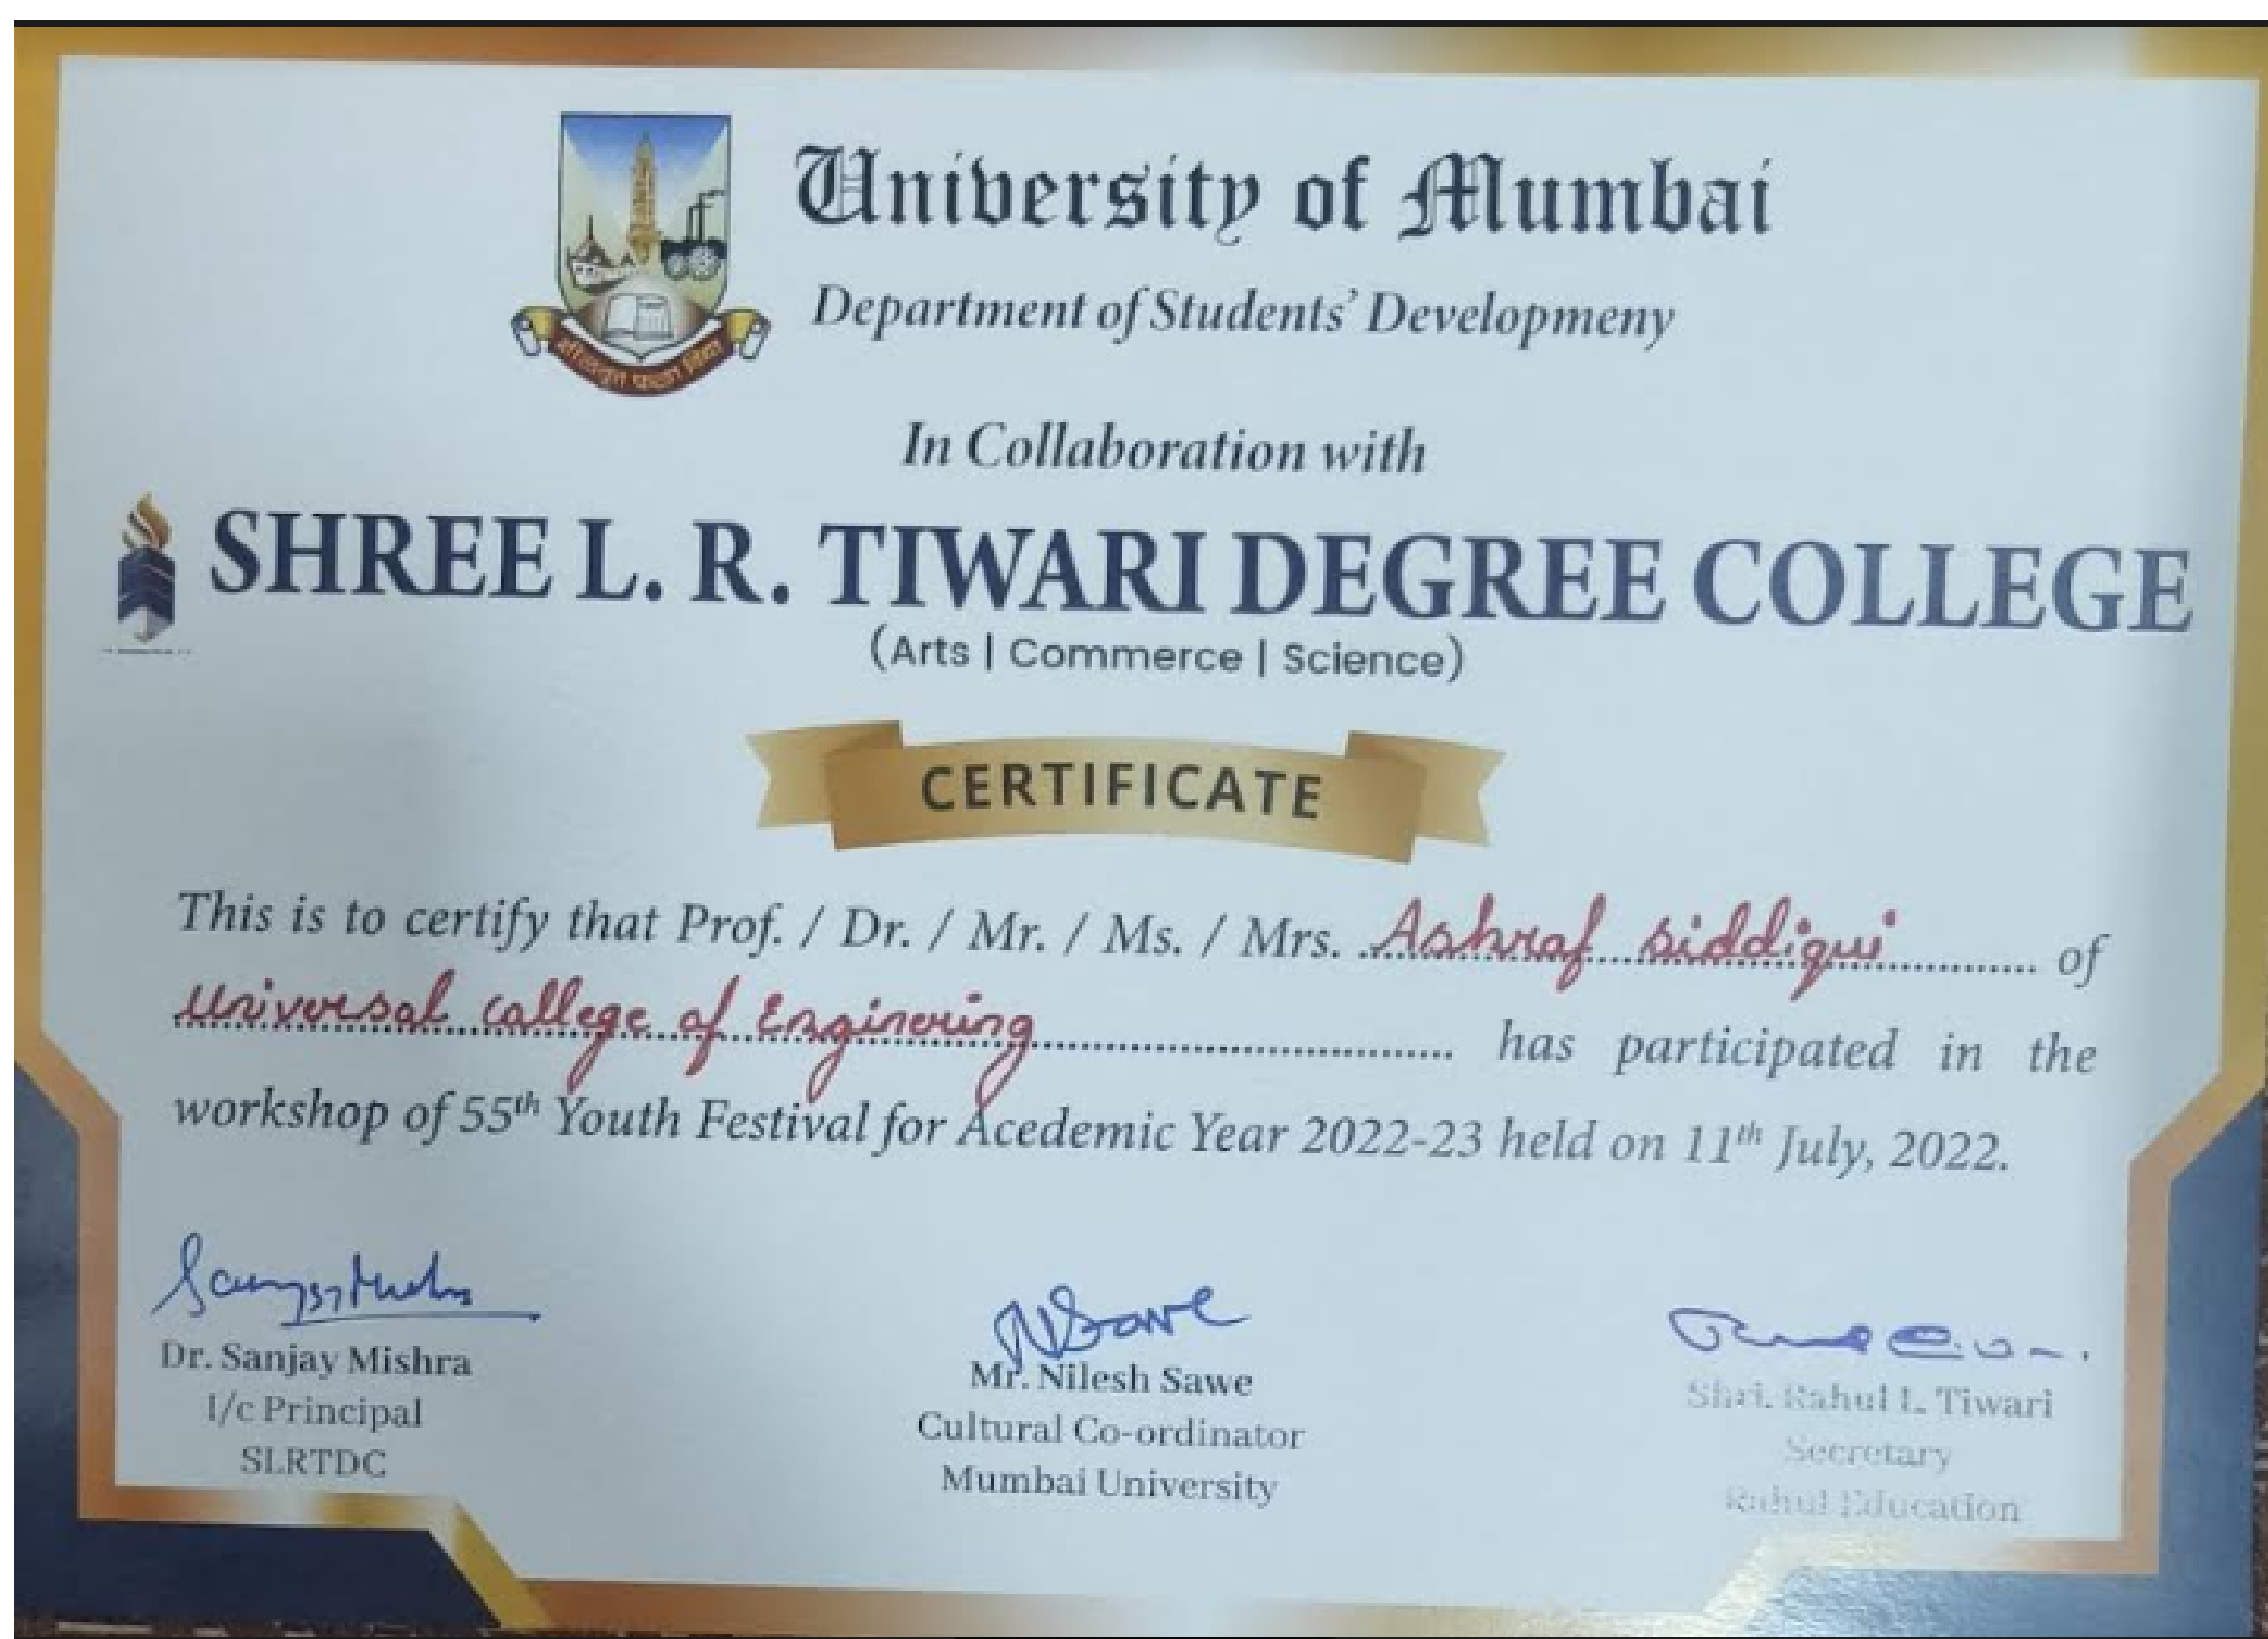 University of Mumbai
Department of Students' Developmeny
In Collaboration with
SHREE L. R. TIWARI DEGREE COLLEGE
(Arts | Commerce | Science)
CERTIFICATE
This is to certify that Prof. / Dr. / Mr. / Ms. / Mrs. Ashraf siddiqui of
Universal college of Enginering has participated in the
workshop of 55th Youth Festival for Acedemic Year 2022-23 held on 11th July, 2022.
Dr. Sanjay Mishra
I/c Principal
SLRTDC
NSawe
Mr. Nilesh Sawe
Cultural Co-ordinator
Mumbai University
Shri. Rahul L. Tiwari
Secretary
Rahul Education